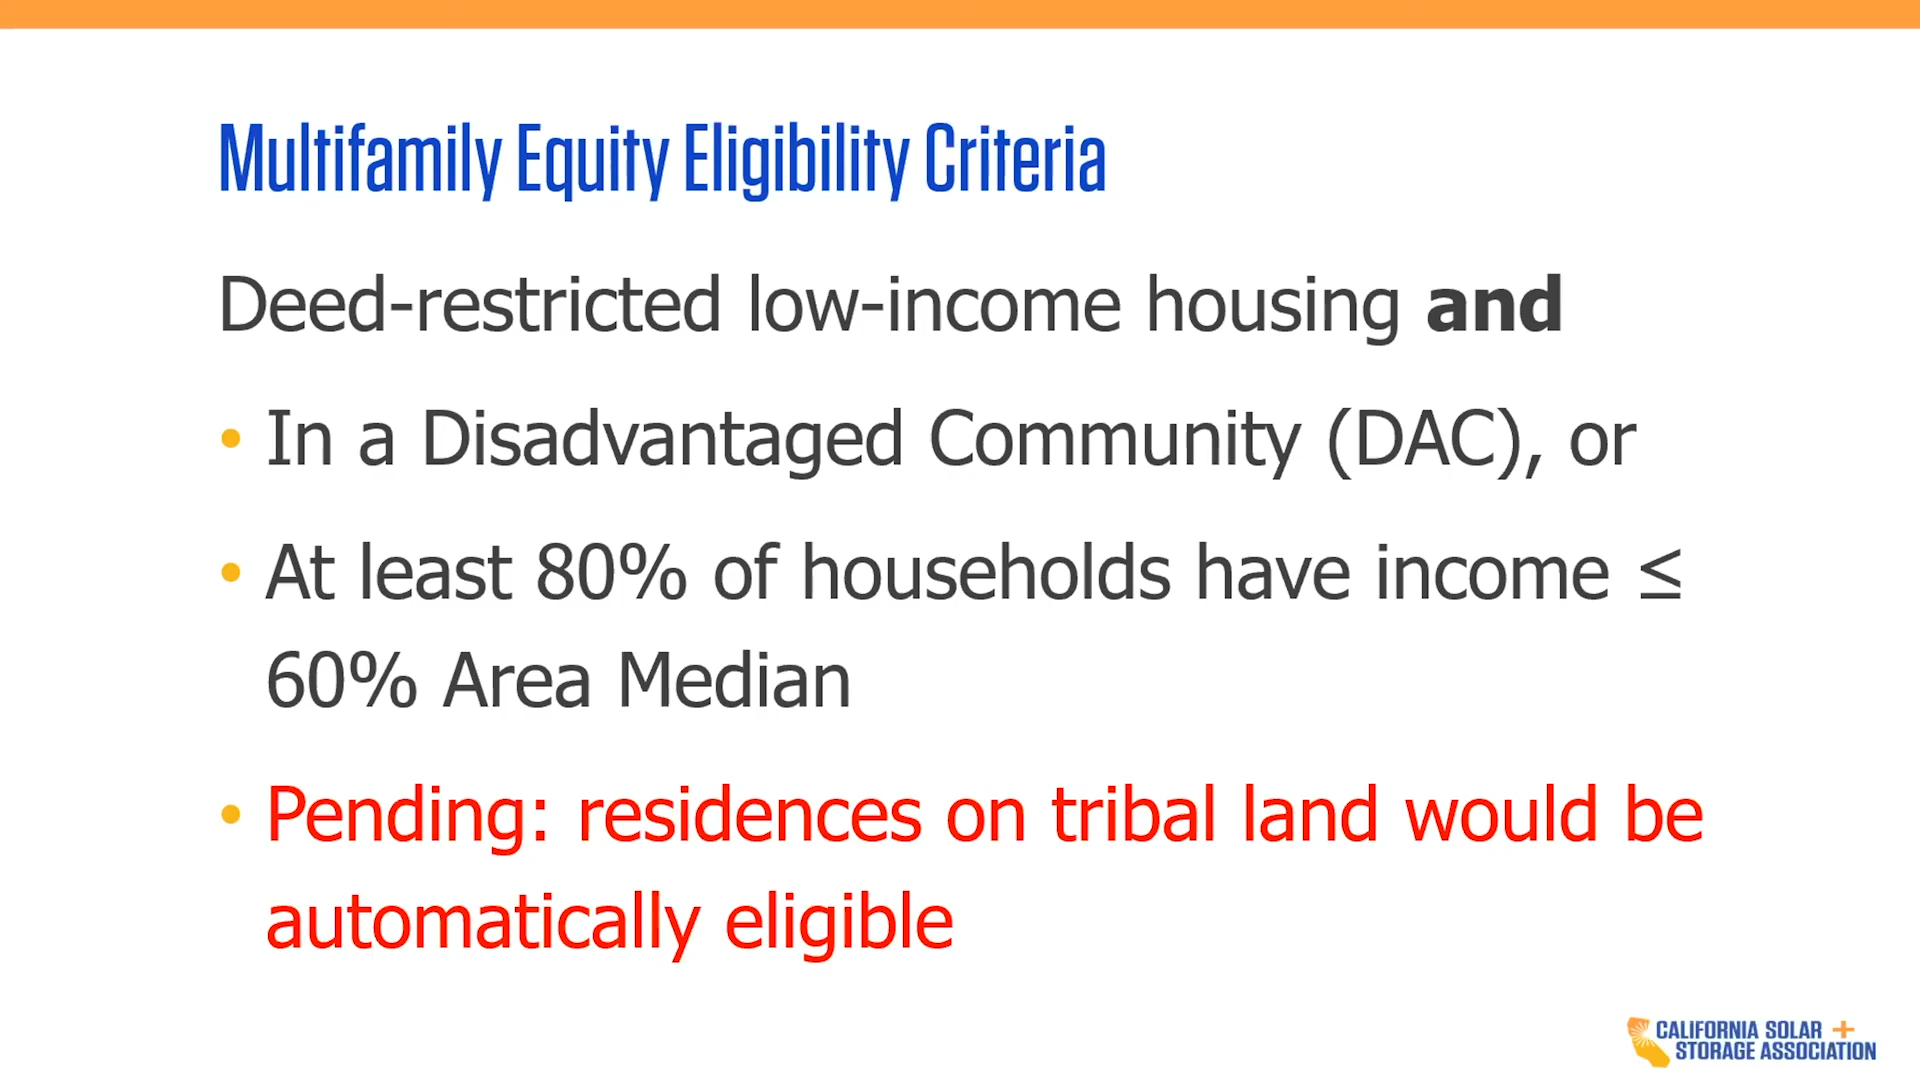 Multifamily Equity Eligibility Criteria
Deed-restricted low-income housing and
• In a Disadvantaged Community (DAC), or
• At least 80% of households have income ≤
60% Area Median
• Pending: residences on tribal land would be
automatically eligible
CALIFORNIA SOLAR +
STORAGE ASSOCIATION